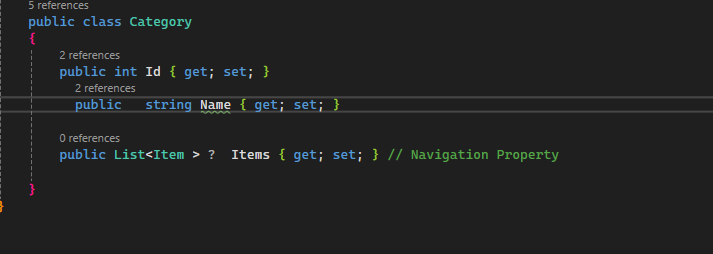 5 references
public class Category
{
2 references
public int Id { get; set; }
2 references
public   string Name { get; set; }
0 references
public List<Item > ?  Items { get; set; } // Navigation Property
}
}